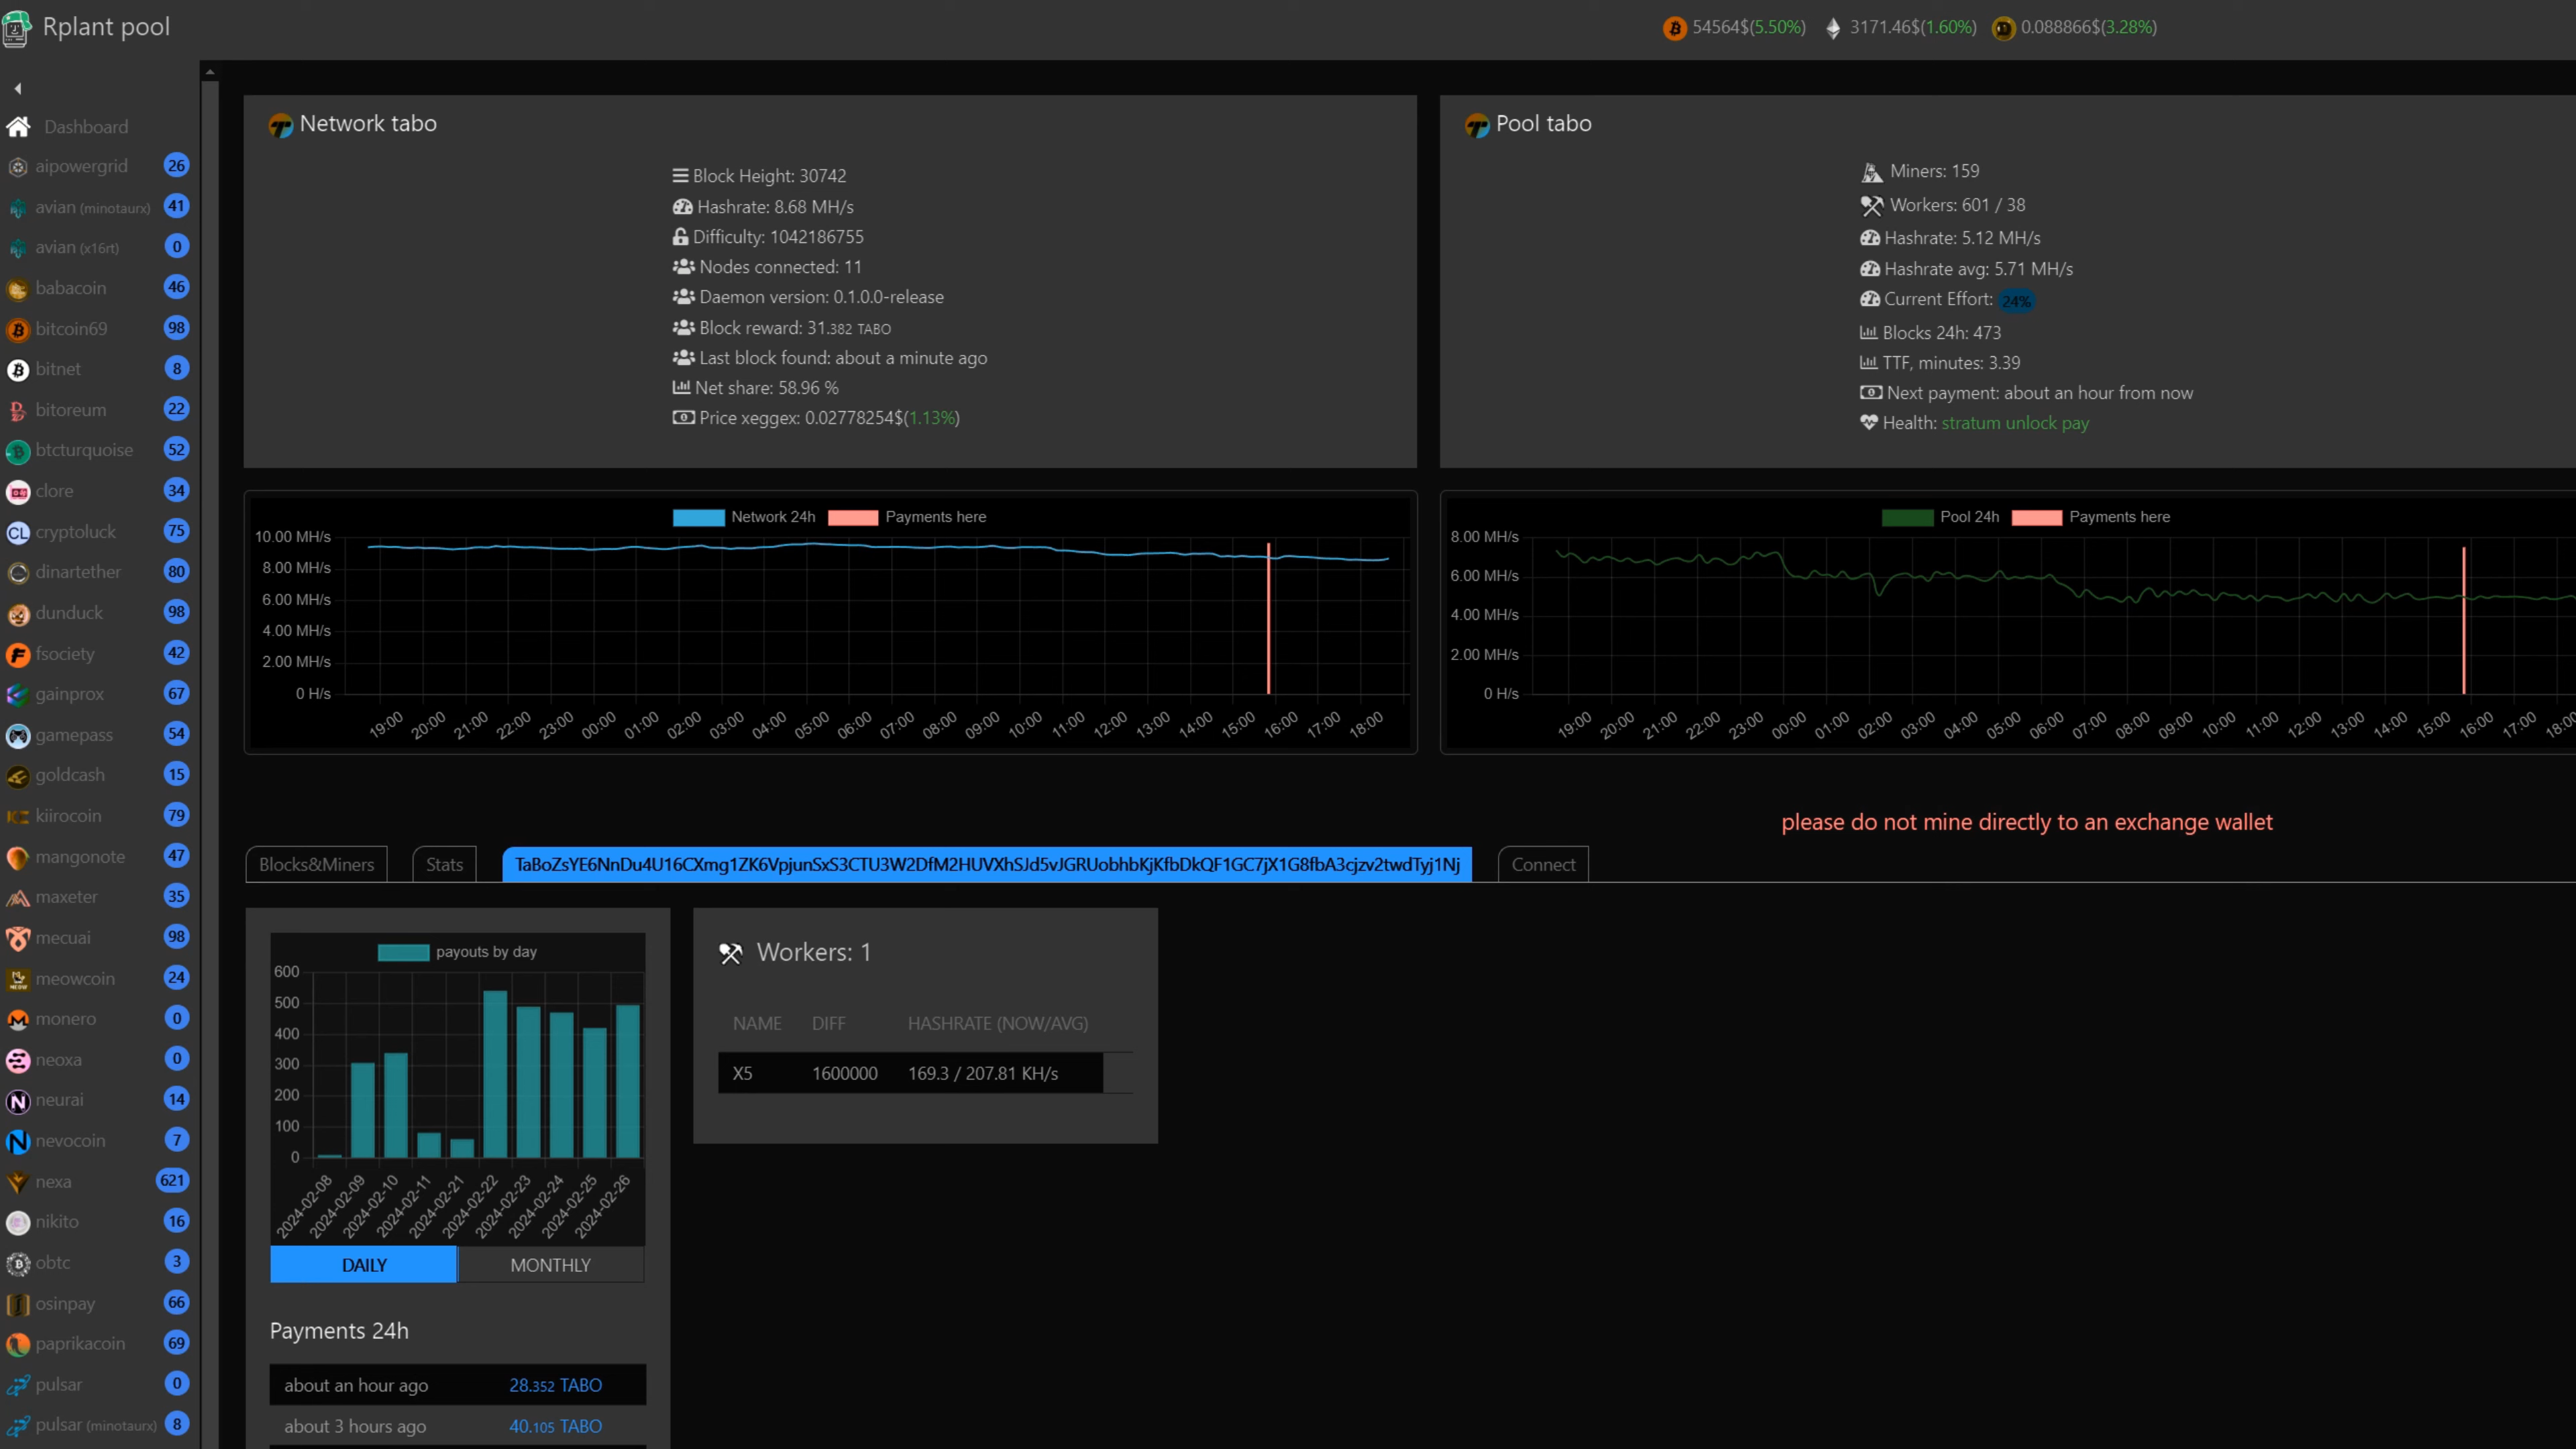 Rplant pool
54564$(5.50%) 3171.46$(1.60%) 0.088866$(3.28%)
Dashboard
aipowergrid 26
avian (minotaurx) 41
avian (x16rt) 0
babacoin 46
bitcoin69 98
bitnet 8
bitoreum 22
btcturquoise 52
clore 34
CL cryptoluck 75
dinartether 80
dunduck 98
fsociety 42
gainprox 67
gamepass 54
goldcash 15
kiirocoin 79
mangonote 47
maxeter 35
mecuai 98
meowcoin 24
monero 0
neoxa 0
neurai 14
nevocoin 7
nexa 621
nikito 16
obtc 3
osinpay 66
paprikacoin 69
pulsar 0
pulsar (minotaurx) 8
Network tabo
Block Height: 30742
Hashrate: 8.68 MH/s
Difficulty: 1042186755
Nodes connected: 11
Daemon version: 0.1.0.0-release
Block reward: 31.382 TABO
Last block found: about a minute ago
Net share: 58.96 %
Price xeggex: 0.02778254$(1.13%)
Pool tabo
Miners: 159
Workers: 601 / 38
Hashrate: 5.12 MH/s
Hashrate avg: 5.71 MH/s
Current Effort: 24%
Blocks 24h: 473
TTF, minutes: 3.39
Next payment: about an hour from now
Health: stratum unlock pay
Network 24h Payments here
10.00 MH/s
8.00 MH/s
6.00 MH/s
4.00 MH/s
2.00 MH/s
0 H/s
19:00 20:00 21:00 22:00 23:00 00:00 01:00 02:00 03:00 04:00 05:00 06:00 07:00 08:00 09:00 10:00 11:00 12:00 13:00 14:00 15:00 16:00 17:00 18:00
Pool 24h Payments here
8.00 MH/s
6.00 MH/s
4.00 MH/s
2.00 MH/s
0 H/s
19:00 20:00 21:00 22:00 23:00 00:00 01:00 02:00 03:00 04:00 05:00 06:00 07:00 08:00 09:00 10:00 11:00 12:00 13:00 14:00 15:00 16:00 17:00 18:00
please do not mine directly to an exchange wallet
Blocks&Miners Stats TaBoZsYE6NnDu4U16CXmg1ZK6VpjunSxS3CTU3W2DfM2HUVXhSJd5vJGRUobhbKjKfbDkQF1GC7jX1G8fbA3cjzv2twdTyj1Nj Connect
payouts by day
600
500
400
300
200
100
0
2024-02-08 2024-02-09 2024-02-10 2024-02-11 2024-02-21 2024-02-22 2024-02-23 2024-02-24 2024-02-25 2024-02-26
DAILY MONTHLY
Payments 24h
about an hour ago 28.352 TABO
about 3 hours ago 40.105 TABO
Workers: 1
NAME DIFF HASHRATE (NOW/AVG)
X5 1600000 169.3 / 207.81 KH/s